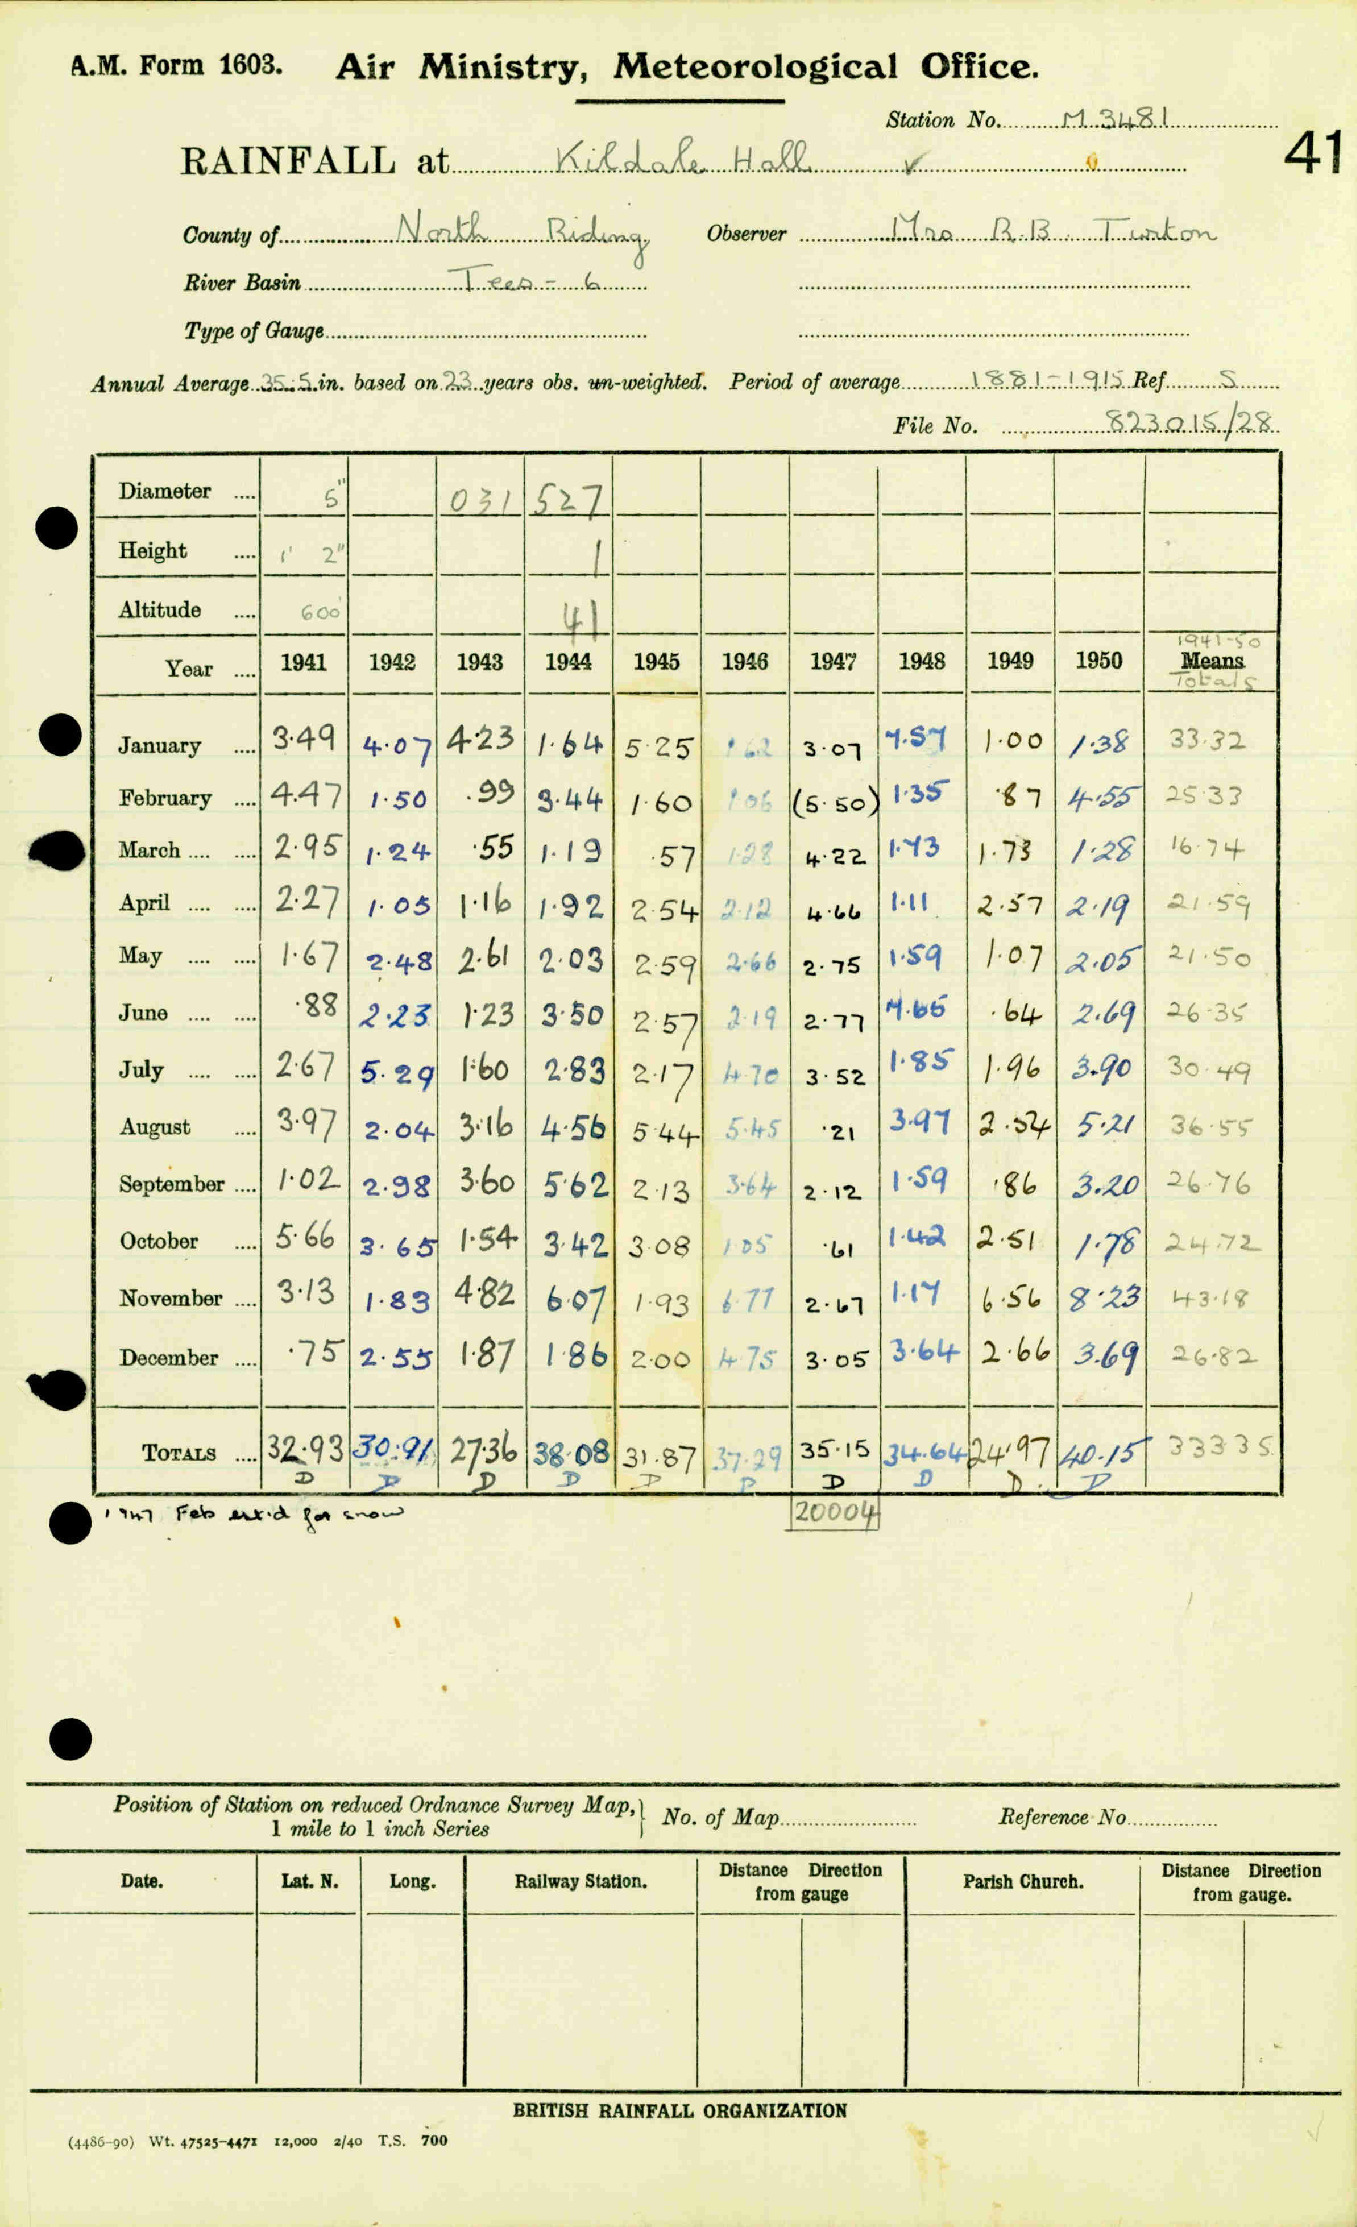 A.M. Form 1603. Air Ministry, Meteorological Office.
Station No. M 3481
41
RAINFALL at Kildale Hall ✓
County of North Riding Observer Mrs R.B. Turton
River Basin Tees - 6
Type of Gauge
Annual Average 35.5 in. based on 23 years obs. un-weighted. Period of average 1881-1915 Ref. S
File No. 823015/28
Diameter .... 5" 031 527
Height .... 1' 2" 1
Altitude .... 600' 41
1941-50
Year .... 1941 1942 1943 1944 1945 1946 1947 1948 1949 1950 Means
Totals
January .... 3.49 4.07 4.23 1.64 5.25 1.62 3.07 7.57 1.00 1.38 33.32
February .... 4.47 1.50 .99 3.44 1.60 1.06 (5.50) 1.35 .87 4.55 25.33
March .... .... 2.95 1.24 .55 1.19 .57 1.28 4.22 1.73 1.73 1.28 16.74
April .... .... 2.27 1.05 1.16 1.92 2.54 2.12 4.66 1.11 2.57 2.19 21.59
May .... .... 1.67 2.48 2.61 2.03 2.59 2.66 2.75 1.59 1.07 2.05 21.50
June .... .... .88 2.23 1.23 3.50 2.57 2.19 2.77 7.65 .64 2.69 26.35
July .... .... 2.67 5.29 1.60 2.83 2.17 4.70 3.52 1.85 1.96 3.90 30.49
August .... 3.97 2.04 3.16 4.56 5.44 5.45 .21 3.97 2.54 5.21 36.55
September .... 1.02 2.98 3.60 5.62 2.13 3.64 2.12 1.59 .86 3.20 26.76
October .... 5.66 3.65 1.54 3.42 3.08 1.05 .61 1.42 2.51 1.78 24.72
November .... 3.13 1.83 4.82 6.07 1.93 6.77 2.67 1.17 6.56 8.23 43.18
December .... .75 2.55 1.87 1.86 2.00 4.75 3.05 3.64 2.66 3.69 26.82
TOTALS .... 32.93 30.91 27.36 38.08 31.87 37.29 35.15 34.64 24.97 40.15 333 35
D D D D D D D D D D
1947 Feb est'd for snow 20004
Position of Station on reduced Ordnance Survey Map, } No. of Map Reference No
1 mile to 1 inch Series
Date. Lat. N. Long. Railway Station. Distance Direction Parish Church. Distance Direction
from gauge from gauge.
BRITISH RAINFALL ORGANIZATION
(4486-90) Wt. 47525-4471 12,000 2/40 T.S. 700